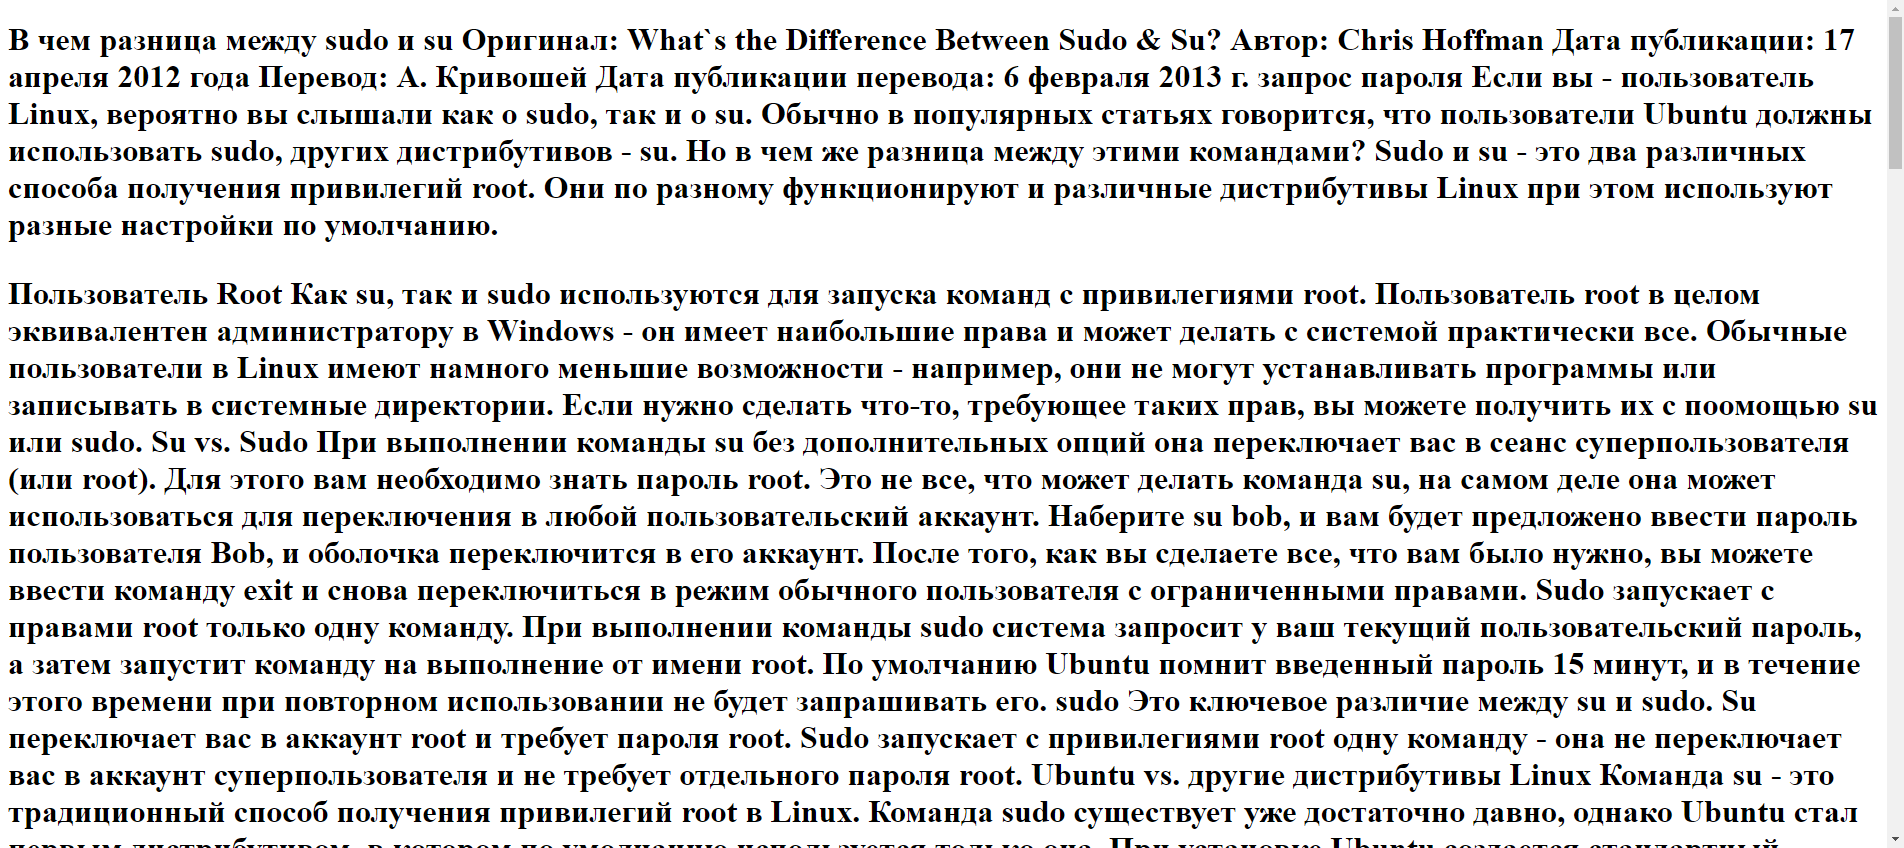 В чем разница между sudo и su Оригинал: What`s the Difference Between Sudo & Su? Автор: Chris Hoffman Дата публикации: 17
апреля 2012 года Перевод: А. Кривошей Дата публикации перевода: 6 февраля 2013 г. запрос пароля Если вы - пользователь
Linux, вероятно вы слышали как о sudo, так и о su. Обычно в популярных статьях говорится, что пользователи Ubuntu должны
использовать sudo, других дистрибутивов - su. Но в чем же разница между этими командами? Sudo и su - это два различных
способа получения привилегий root. Они по разному функционируют и различные дистрибутивы Linux при этом используют
разные настройки по умолчанию.
Пользователь Root Как su, так и sudo используются для запуска команд с привилегиями root. Пользователь root в целом
эквивалентен администратору в Windows - он имеет наибольшие права и может делать с системой практически все. Обычные
пользователи в Linux имеют намного меньшие возможности - например, они не могут устанавливать программы или
записывать в системные директории. Если нужно сделать что-то, требующее таких прав, вы можете получить их с поомощью su
или sudo. Su vs. Sudo При выполнении команды su без дополнительных опций она переключает вас в сеанс суперпользователя
(или root). Для этого вам необходимо знать пароль root. Это не все, что может делать команда su, на самом деле она может
использоваться для переключения в любой пользовательский аккаунт. Наберите su bob, и вам будет предложено ввести пароль
пользователя Bob, и оболочка переключится в его аккаунт. После того, как вы сделаете все, что вам было нужно, вы можете
ввести команду exit и снова переключиться в режим обычного пользователя с ограниченными правами. Sudo запускает с
правами root только одну команду. При выполнении команды sudo система запросит у ваш текущий пользовательский пароль,
а затем запустит команду на выполнение от имени root. По умолчанию Ubuntu помнит введенный пароль 15 минут, и в течение
этого времени при повторном использовании не будет запрашивать его. sudo Это ключевое различие между su и sudo. Su
переключает вас в аккаунт root и требует пароля root. Sudo запускает с привилегиями root одну команду - она не переключает
вас в аккаунт суперпользователя и не требует отдельного пароля root. Ubuntu vs. другие дистрибутивы Linux Команда su - это
традиционный способ получения привилегий root в Linux. Команда sudo существует уже достаточно давно, однако Ubuntu стал
первым дистрибутивом, в котором по умолчанию используется только она. При установке Ubuntu создается стандартный